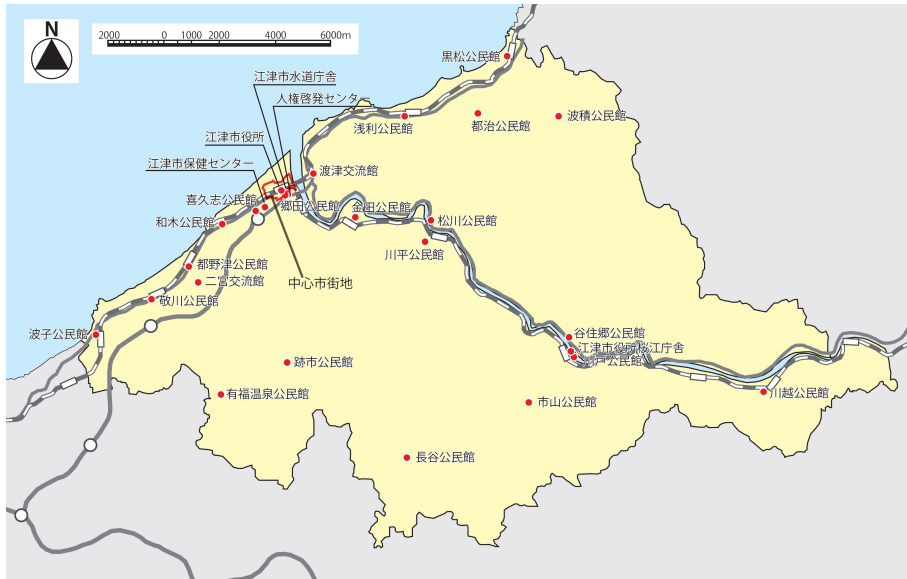 N
2000 0 1000 2000 4000 6000m
黒松公民館
江津市水道庁舎
人権啓発センター
浅利公民館
都治公民館
波積公民館
江津市役所
江津市保健センター
渡津交流館
喜久志公民館
郷田公民館
金田公民館
和木公民館
松川公民館
川平公民館
都野津公民館
二宮交流館
中心市街地
敬川公民館
波子公民館
谷住郷公民館
江津市役所桜江庁舎
戸公民館
跡市公民館
有福温泉公民館
川越公民館
市山公民館
長谷公民館